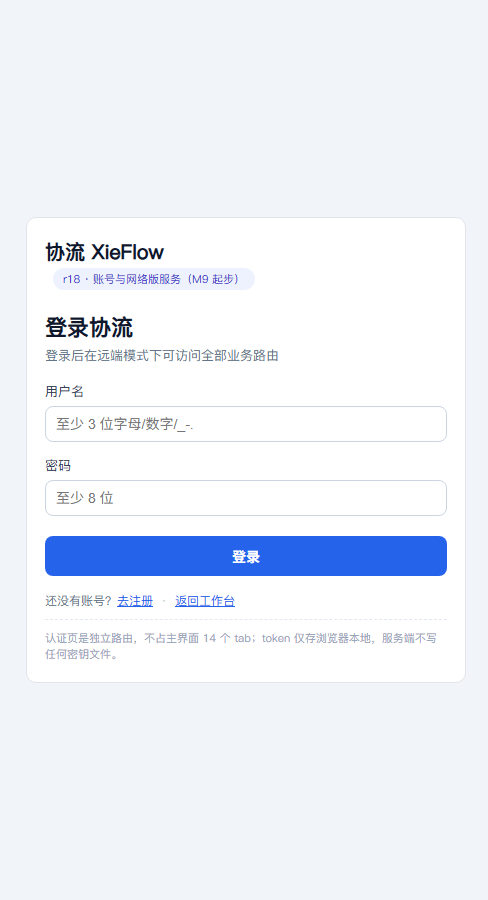 协流 XieFlow
r18 · 账号与网络版服务（M9 起步）
登录协流
登录后在远端模式下可访问全部业务路由
用户名
至少 3 位字母/数字/_-.
密码
至少 8 位
登录
还没有账号？去注册 · 返回工作台
认证页是独立路由，不占主界面 14 个 tab；token 仅存浏览器本地，服务端不写
任何密钥文件。